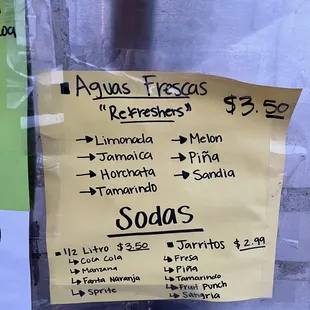 Aguas Frescas
"Refreshers" $3.50
→ Limonada → Melon
→ Jamaica → Piña
→ Horchata → Sandia
→ Tamarindo
Sodas
▪ 1/2 Litro $3.50 ▪ Jarritos $2.99
↳ Coca Cola ↳ Fresa
↳ Manzana ↳ Piña
↳ Fanta Naranja ↳ Tamarindo
↳ Sprite ↳ Fruit Punch
↳ Sangria